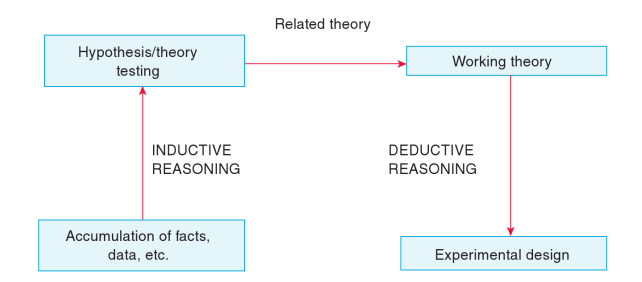 Related theory
Hypothesis/theory
testing
Working theory
INDUCTIVE
REASONING
DEDUCTIVE
REASONING
Accumulation of facts,
data, etc.
Experimental design